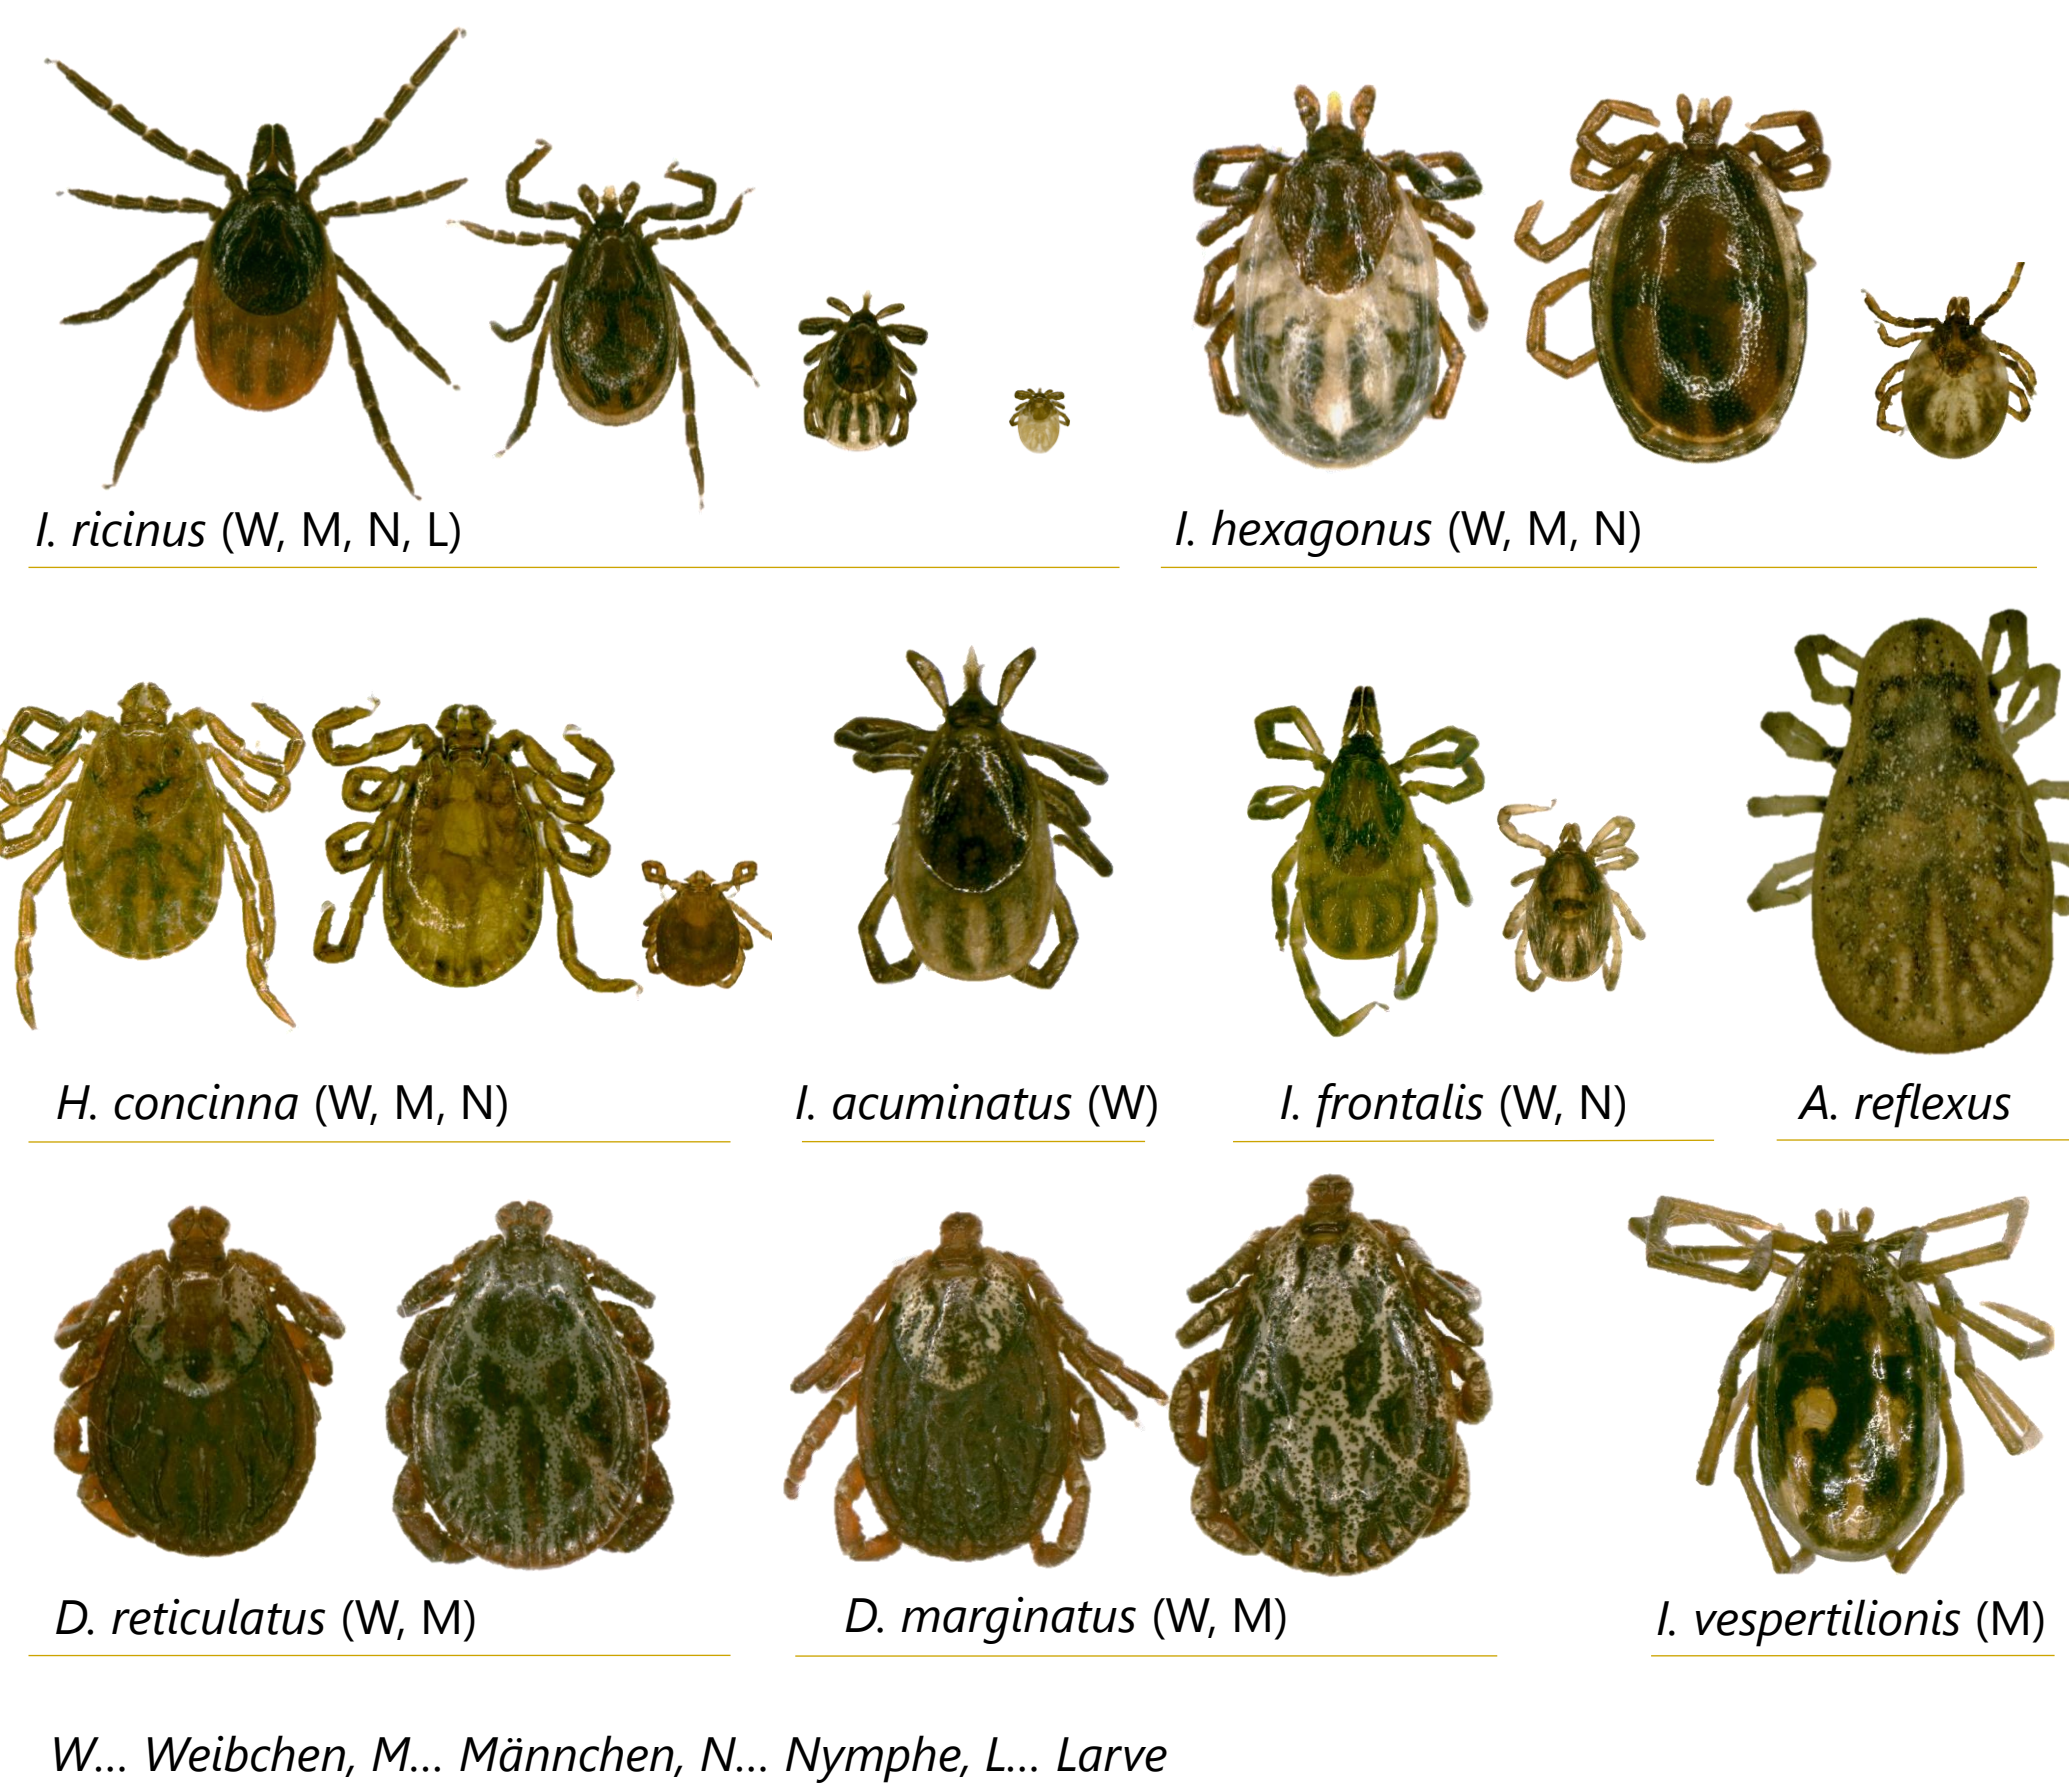 I. ricinus (W, M, N, L)
I. hexagonus (W, M, N)
H. concinna (W, M, N)
I. acuminatus (W)
I. frontalis (W, N)
A. reflexus
D. reticulatus (W, M)
D. marginatus (W, M)
I. vespertilionis (M)
W... Weibchen, M... Männchen, N... Nymphe, L... Larve